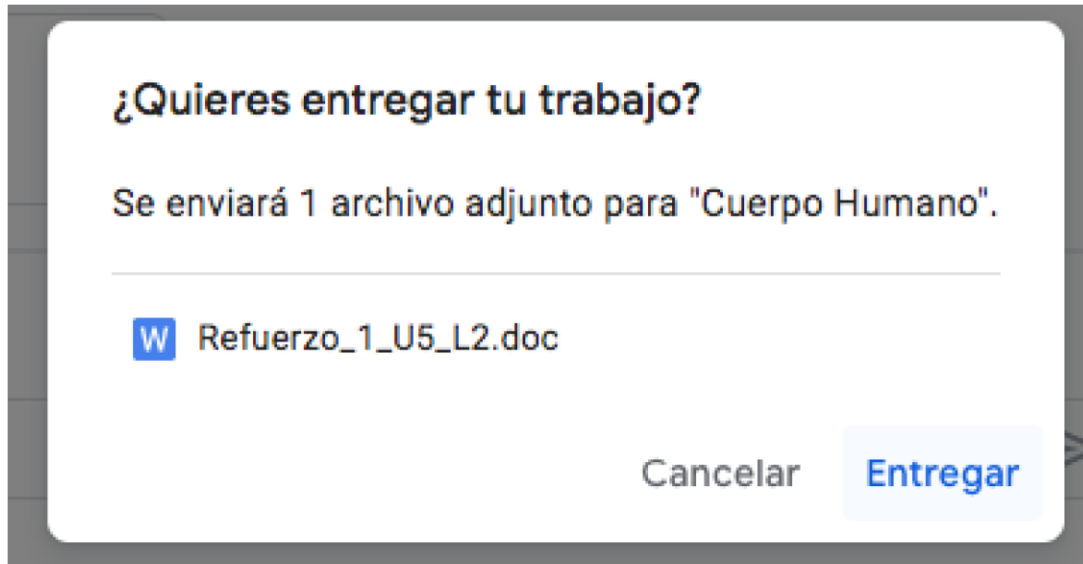 ¿Quieres entregar tu trabajo?
Se enviará 1 archivo adjunto para "Cuerpo Humano".
W Refuerzo_1_U5_L2.doc
Cancelar Entregar